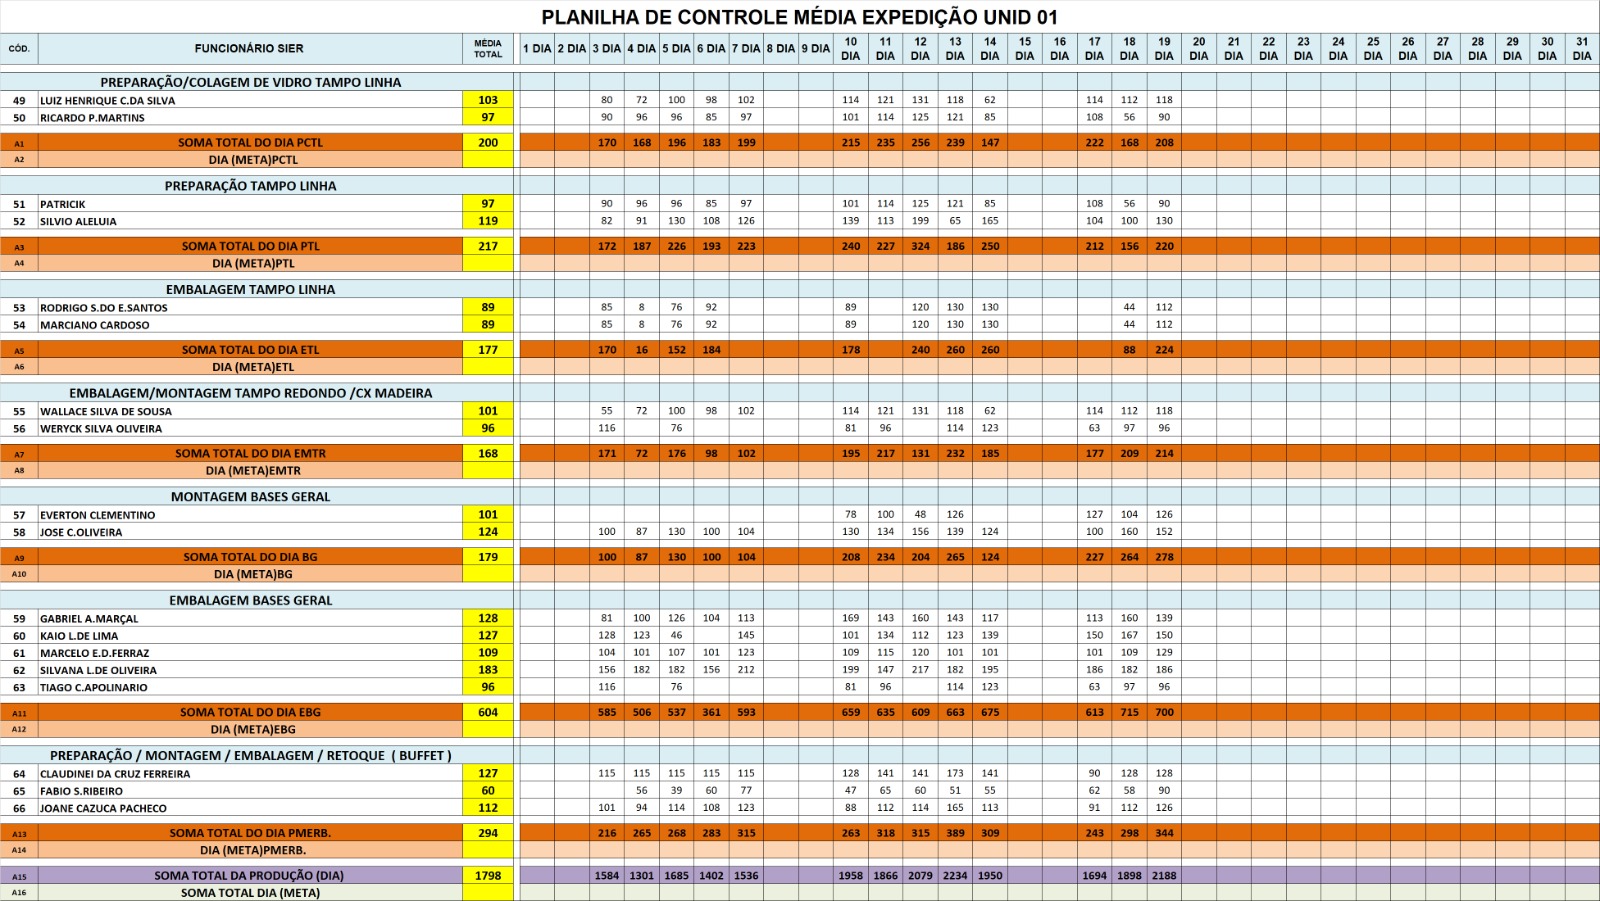 PLANILHA DE CONTROLE MÉDIA EXPEDIÇÃO UNID 01
CÓD. FUNCIONÁRIO SIER MÉDIA TOTAL 1 DIA 2 DIA 3 DIA 4 DIA 5 DIA 6 DIA 7 DIA 8 DIA 9 DIA 10 DIA 11 DIA 12 DIA 13 DIA 14 DIA 15 DIA 16 DIA 17 DIA 18 DIA 19 DIA 20 DIA 21 DIA 22 DIA 23 DIA 24 DIA 25 DIA 26 DIA 27 DIA 28 DIA 29 DIA 30 DIA 31 DIA
PREPARAÇÃO/COLAGEM DE VIDRO TAMPO LINHA
49 LUIZ HENRIQUE C.DA SILVA 103 80 72 100 98 102 114 121 131 118 62 114 112 118
50 RICARDO P.MARTINS 97 90 96 96 85 97 101 114 125 121 85 108 56 90
A1 SOMA TOTAL DO DIA PCTL 200 170 168 196 183 199 215 235 256 239 147 222 168 208
A2 DIA (META)PCTL
PREPARAÇÃO TAMPO LINHA
51 PATRICIK 97 90 96 96 85 97 101 114 125 121 85 108 56 90
52 SILVIO ALELUIA 119 82 91 130 108 126 139 113 199 65 165 104 100 130
A3 SOMA TOTAL DO DIA PTL 217 172 187 226 193 223 240 227 324 186 250 212 156 220
A4 DIA (META)PTL
EMBALAGEM TAMPO LINHA
53 RODRIGO S.DO E.SANTOS 89 85 8 76 92 89 120 130 130 44 112
54 MARCIANO CARDOSO 89 85 8 76 92 89 120 130 130 44 112
A5 SOMA TOTAL DO DIA ETL 177 170 16 152 184 178 240 260 260 88 224
A6 DIA (META)ETL
EMBALAGEM/MONTAGEM TAMPO REDONDO /CX MADEIRA
55 WALLACE SILVA DE SOUSA 101 55 72 100 98 102 114 121 131 118 62 114 112 118
56 WERYCK SILVA OLIVEIRA 96 116 76 81 96 114 123 63 97 96
A7 SOMA TOTAL DO DIA EMTR 168 171 72 176 98 102 195 217 131 232 185 177 209 214
A8 DIA (META)EMTR
MONTAGEM BASES GERAL
57 EVERTON CLEMENTINO 101 78 100 48 126 127 104 126
58 JOSE C.OLIVEIRA 124 100 87 130 100 104 130 134 156 139 124 100 160 152
A9 SOMA TOTAL DO DIA BG 179 100 87 130 100 104 208 234 204 265 124 227 264 278
A10 DIA (META)BG
EMBALAGEM BASES GERAL
59 GABRIEL A.MARÇAL 128 81 100 126 104 113 169 143 160 143 117 113 160 139
60 KAIO L.DE LIMA 127 128 123 46 145 101 134 112 123 139 150 167 150
61 MARCELO E.D.FERRAZ 109 104 101 107 101 123 109 115 120 101 101 101 109 129
62 SILVANA L.DE OLIVEIRA 183 156 182 182 156 212 199 147 217 182 195 186 182 186
63 TIAGO C.APOLINARIO 96 116 76 81 96 114 123 63 97 96
A11 SOMA TOTAL DO DIA EBG 604 585 506 537 361 593 659 635 609 663 675 613 715 700
A12 DIA (META)EBG
PREPARAÇÃO / MONTAGEM / EMBALAGEM / RETOQUE ( BUFFET )
64 CLAUDINEI DA CRUZ FERREIRA 127 115 115 115 115 115 128 141 141 173 141 90 128 128
65 FABIO S.RIBEIRO 60 56 39 60 77 47 65 60 51 55 62 58 90
66 JOANE CAZUCA PACHECO 112 101 94 114 108 123 88 112 114 165 113 91 112 126
A13 SOMA TOTAL DO DIA PMERB. 294 216 265 268 283 315 263 318 315 389 309 243 298 344
A14 DIA (META)PMERB.
A15 SOMA TOTAL DA PRODUÇÃO (DIA) 1798 1584 1301 1685 1402 1536 1958 1866 2079 2234 1950 1694 1898 2188
A16 SOMA TOTAL DIA (META)